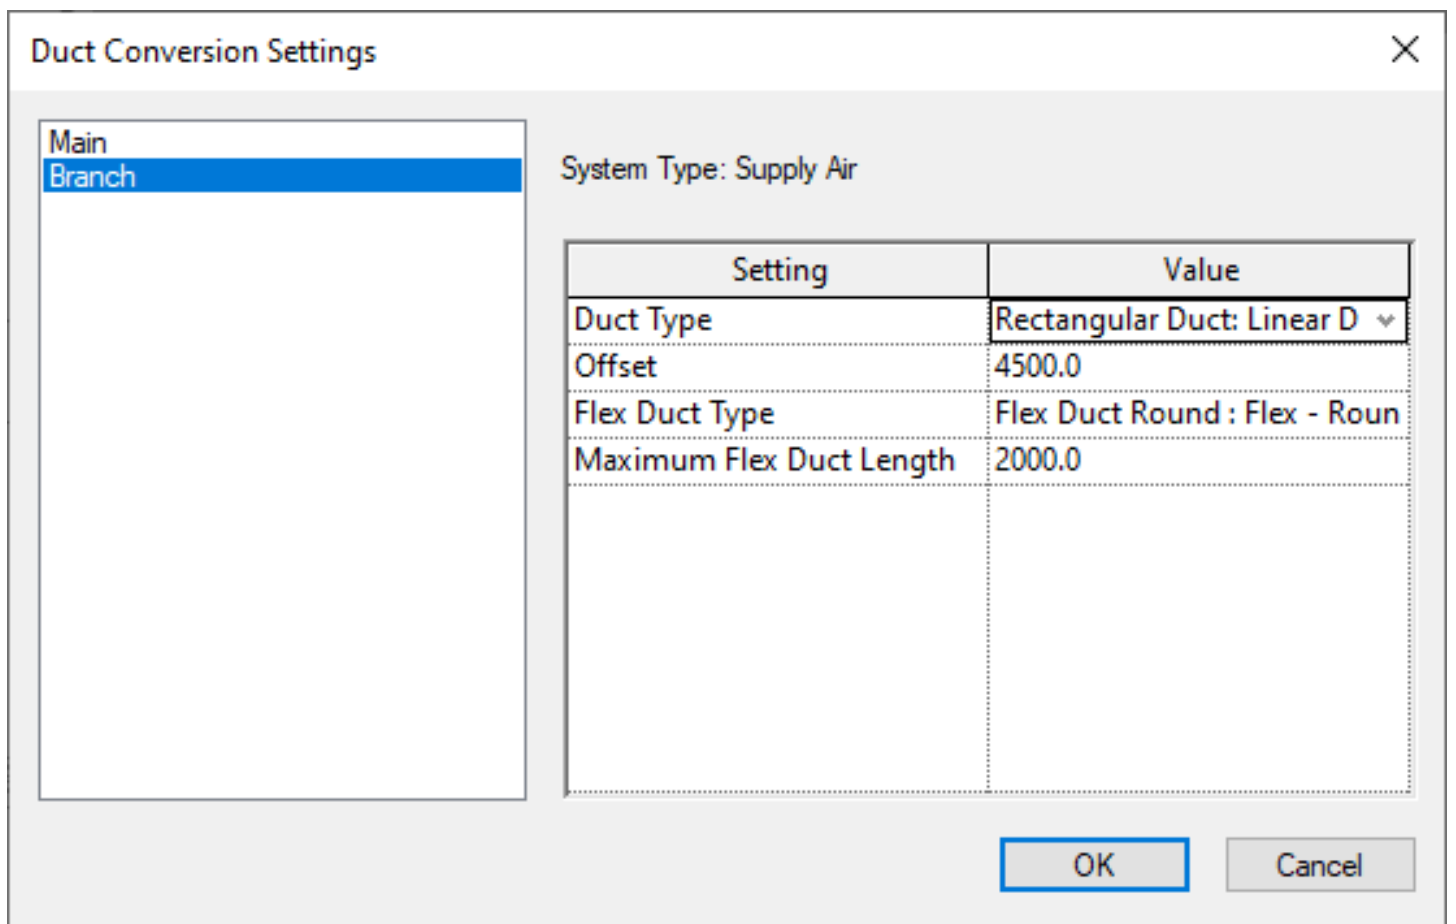 Duct Conversion Settings
Main
Branch
System Type: Supply Air
Setting Value
Duct Type Rectangular Duct: Linear D
Offset 4500.0
Flex Duct Type Flex Duct Round : Flex - Roun
Maximum Flex Duct Length 2000.0
OK Cancel